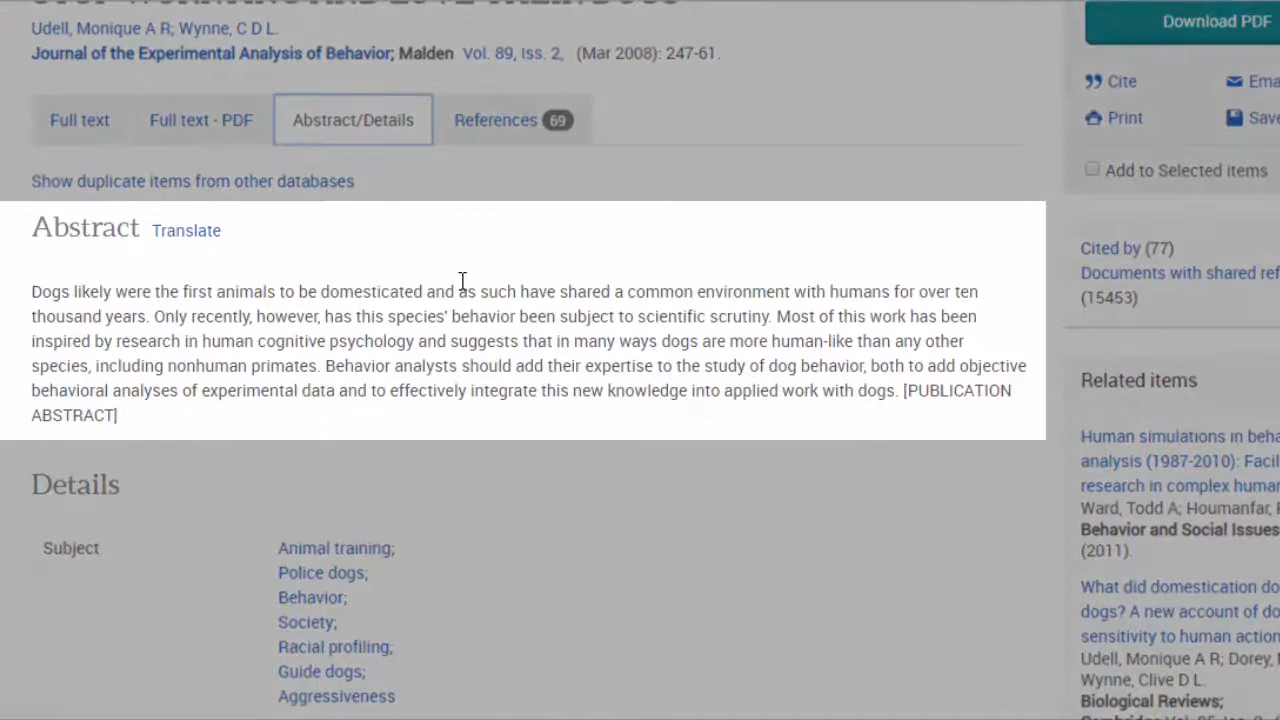 Udell, Monique A R; Wynne, C D L.
Journal of the Experimental Analysis of Behavior; Malden Vol. 89, Iss. 2, (Mar 2008): 247-61.
Download PDF
Cite
Print
Add to Selected items
Full text
Full text - PDF
Abstract/Details
References 69
Show duplicate items from other databases
Abstract Translate
Dogs likely were the first animals to be domesticated and as such have shared a common environment with humans for over ten
thousand years. Only recently, however, has this species' behavior been subject to scientific scrutiny. Most of this work has been
inspired by research in human cognitive psychology and suggests that in many ways dogs are more human-like than any other
species, including nonhuman primates. Behavior analysts should add their expertise to the study of dog behavior, both to add objective
behavioral analyses of experimental data and to effectively integrate this new knowledge into applied work with dogs. [PUBLICATION
ABSTRACT]
Details
Subject
Animal training;
Police dogs;
Behavior;
Society;
Racial profiling;
Guide dogs;
Aggressiveness
Cited by (77)
Documents with shared
(15453)
Related items
Human simulations in
analysis (1987-2010):
research in complex
Ward, Todd A; Houmanfar,
Behavior and Social Issues
(2011).
What did domestication
dogs? A new account of
sensitivity to human
Udell, Monique A R; Dorey,
Wynne, Clive D L.
Biological Reviews;